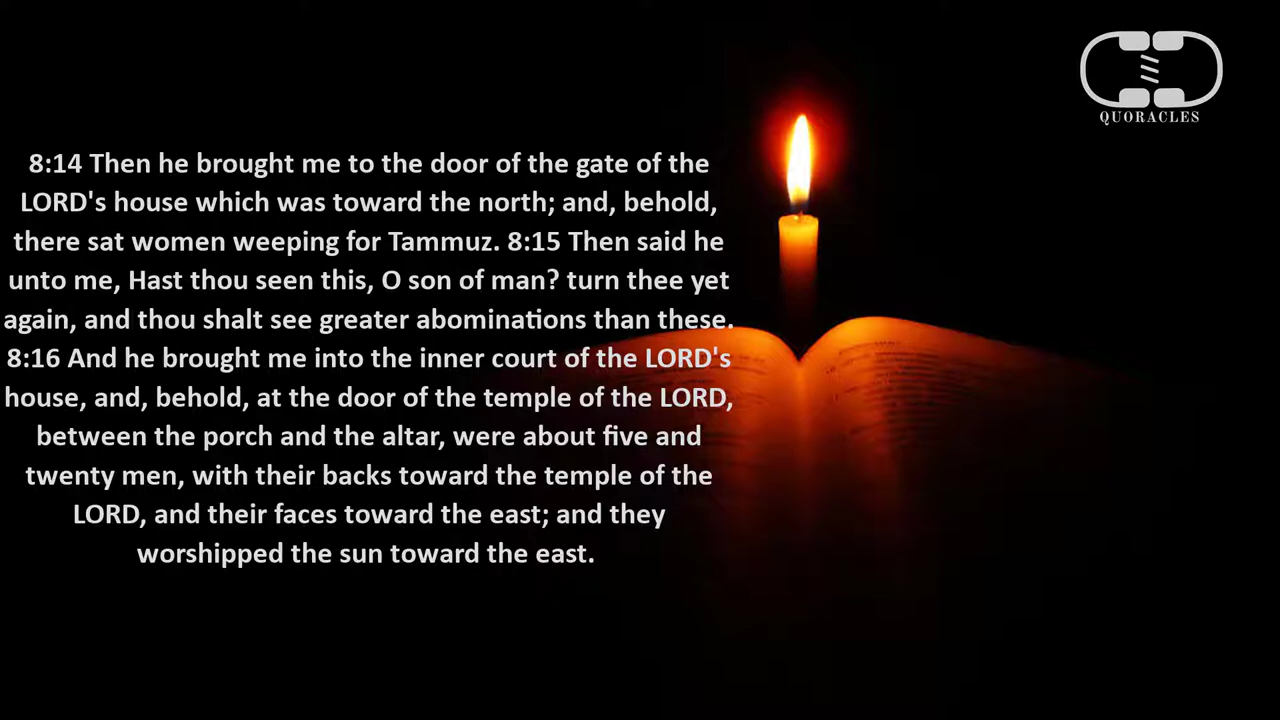 QUORACLES
8:14 Then he brought me to the door of the gate of the
LORD's house which was toward the north; and, behold,
there sat women weeping for Tammuz. 8:15 Then said he
unto me, Hast thou seen this, O son of man? turn thee yet
again, and thou shalt see greater abominations than these.
8:16 And he brought me into the inner court of the LORD's
house, and, behold, at the door of the temple of the LORD,
between the porch and the altar, were about five and
twenty men, with their backs toward the temple of the
LORD, and their faces toward the east; and they
worshipped the sun toward the east.